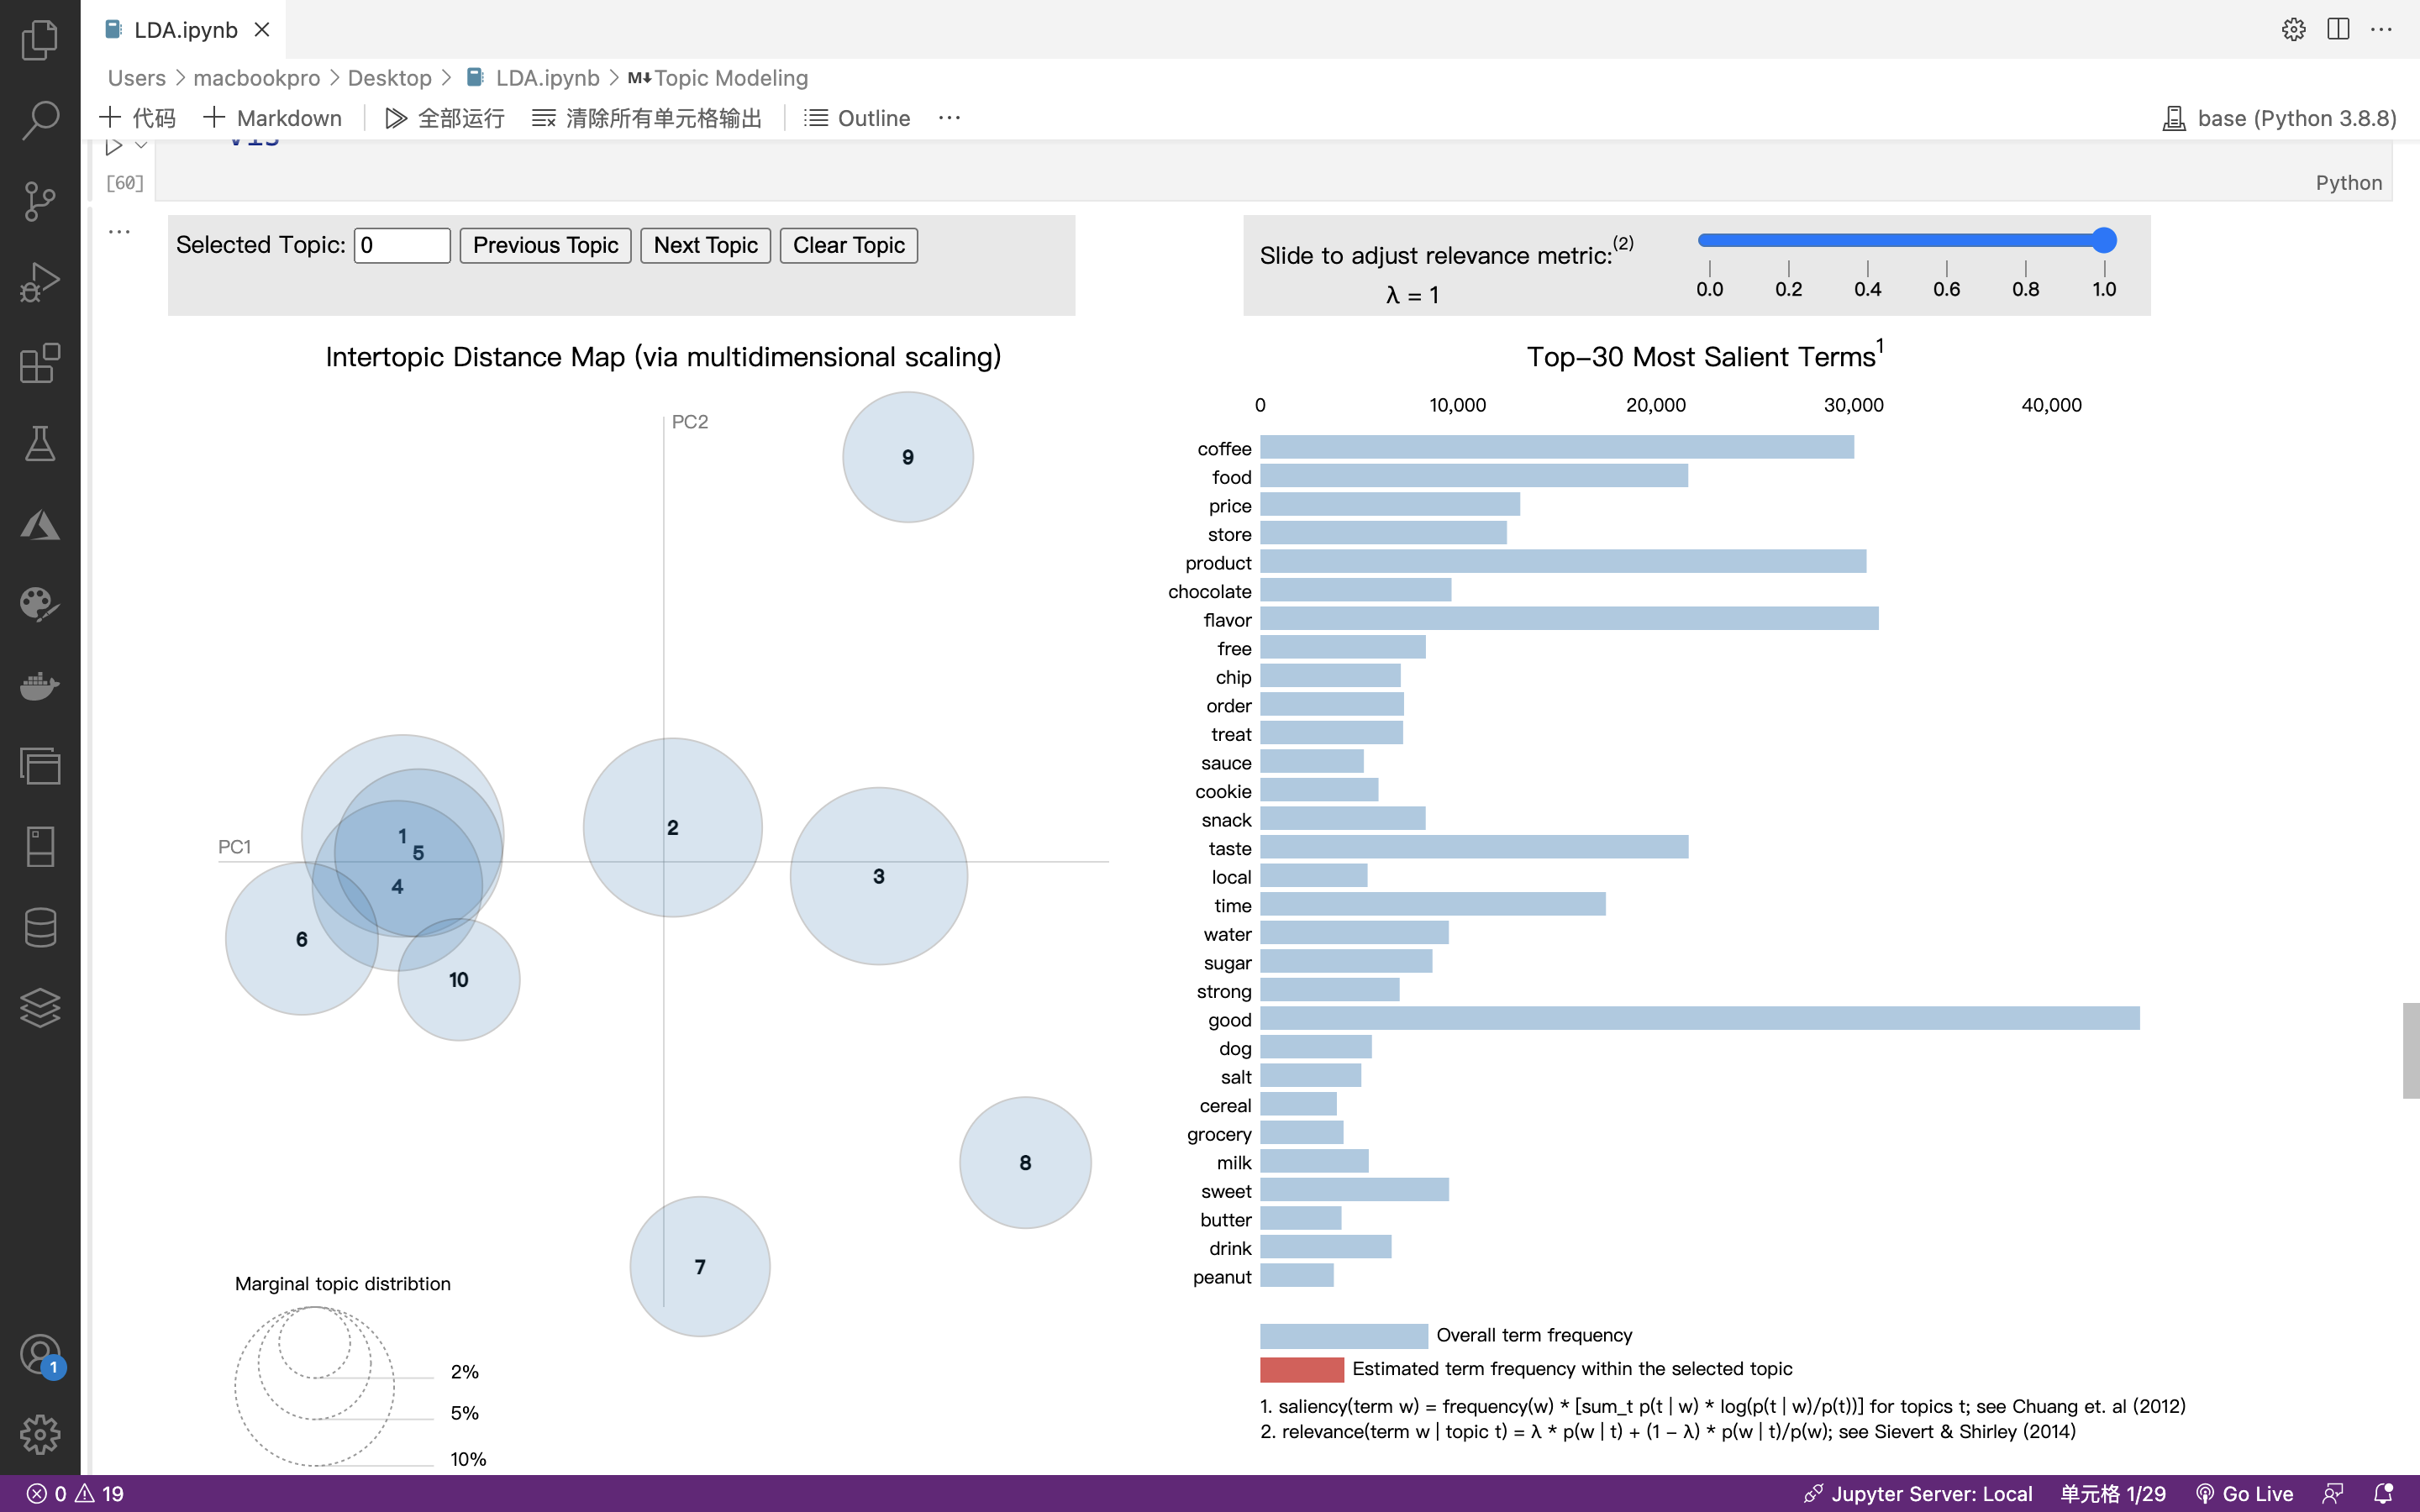 LDA.ipynb
Users > macbookpro > Desktop > LDA.ipynb > M↓ Topic Modeling
+ 代码 + Markdown 全部运行 清除所有单元格输出 Outline ··· base (Python 3.8.8)
vis
[60]
Python
Selected Topic: 0 Previous Topic Next Topic Clear Topic
Slide to adjust relevance metric:(2)
λ = 1
0.0 0.2 0.4 0.6 0.8 1.0
Intertopic Distance Map (via multidimensional scaling)
PC2
9
1
5
2
PC1
4
3
6
10
8
7
Marginal topic distribtion
2%
5%
10%
Top-30 Most Salient Terms1
0 10,000 20,000 30,000 40,000
coffee
food
price
store
product
chocolate
flavor
free
chip
order
treat
sauce
cookie
snack
taste
local
time
water
sugar
strong
good
dog
salt
cereal
grocery
milk
sweet
butter
drink
peanut
Overall term frequency
Estimated term frequency within the selected topic
1. saliency(term w) = frequency(w) * [sum_t p(t | w) * log(p(t | w)/p(t))] for topics t; see Chuang et. al (2012)
2. relevance(term w | topic t) = λ * p(w | t) + (1 - λ) * p(w | t)/p(w); see Sievert & Shirley (2014)
1
0 19 Jupyter Server: Local 单元格 1/29 Go Live